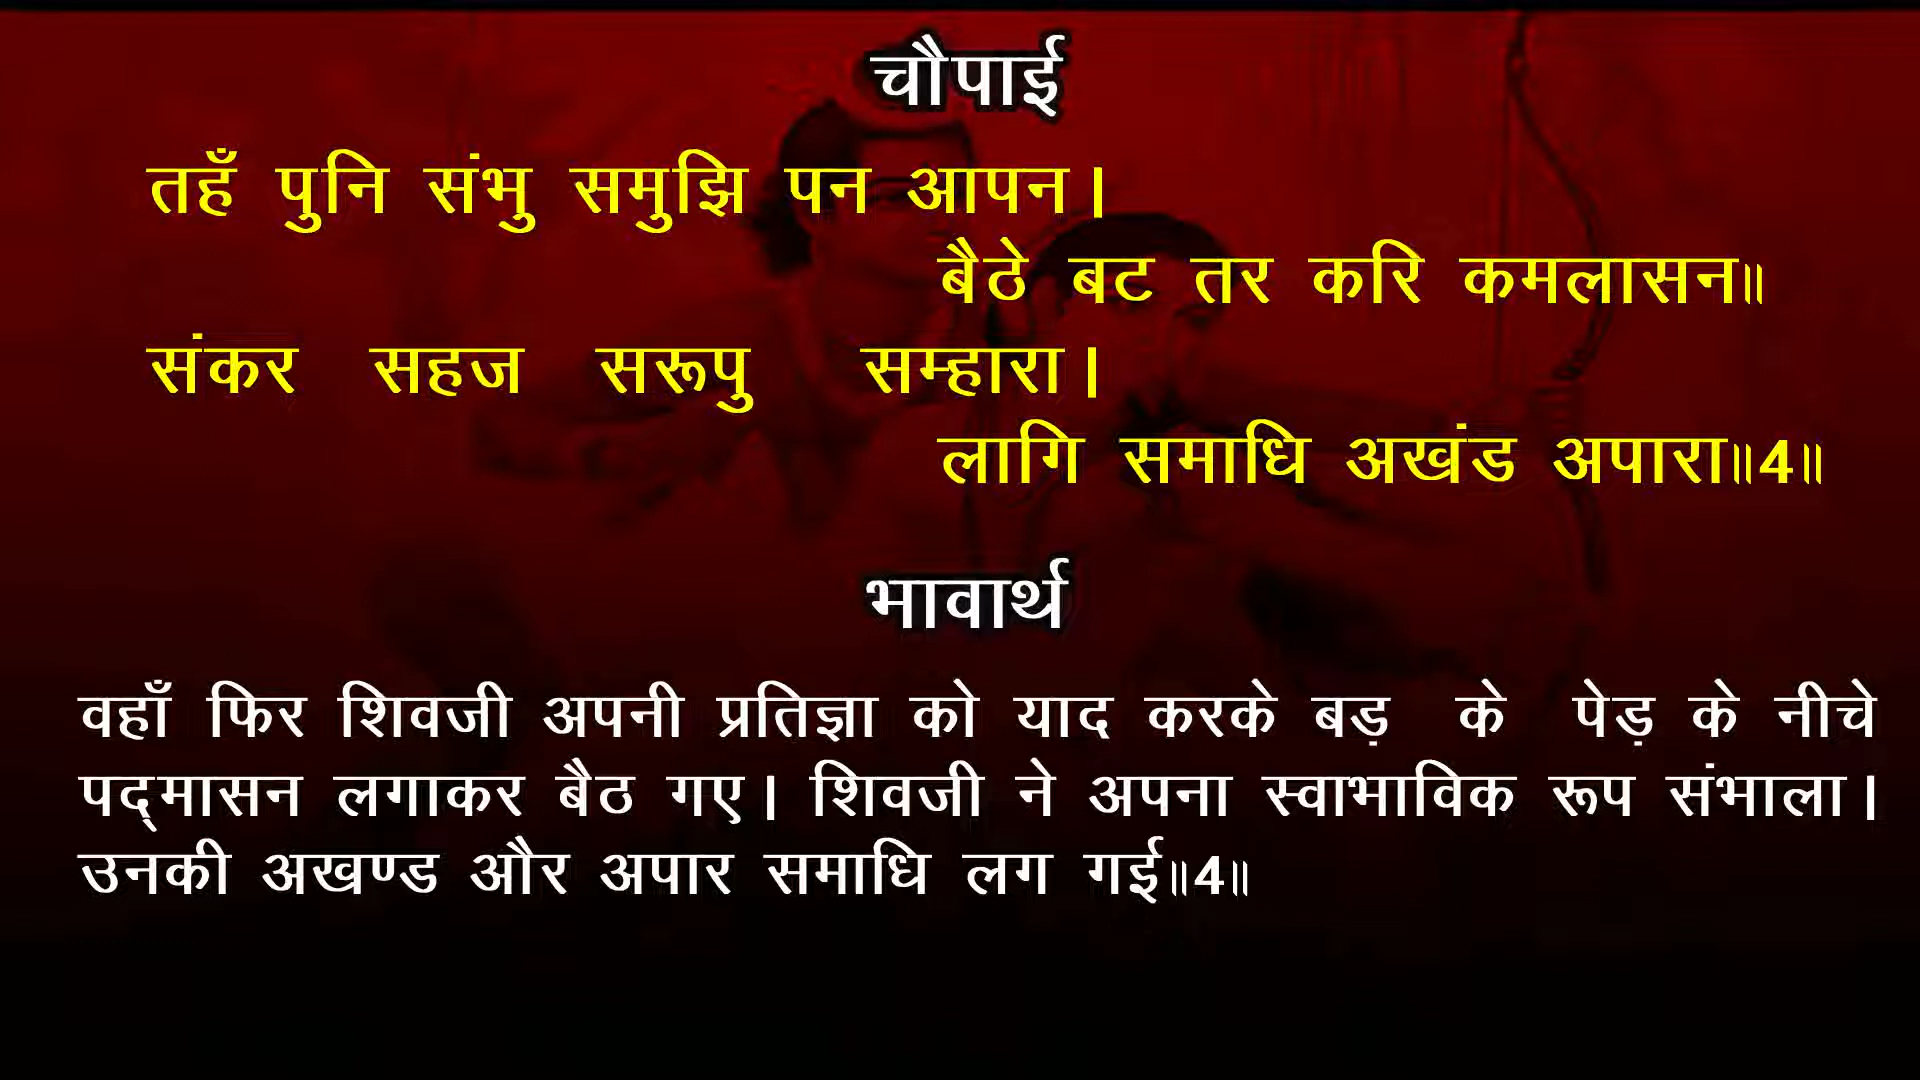 चौपाई
तहँ पुनि संभु समुझि पन आपन।
बैठे बट तर करि कमलासन॥
संकर सहज सरूपु सम्हारा।
लागि समाधि अखंड अपारा॥4॥
भावार्थ
वहाँ फिर शिवजी अपनी प्रतिज्ञा को याद करके बड़ के पेड़ के नीचे
पद्‌मासन लगाकर बैठ गए। शिवजी ने अपना स्वाभाविक रूप संभाला।
उनकी अखण्ड और अपार समाधि लग गई॥4॥